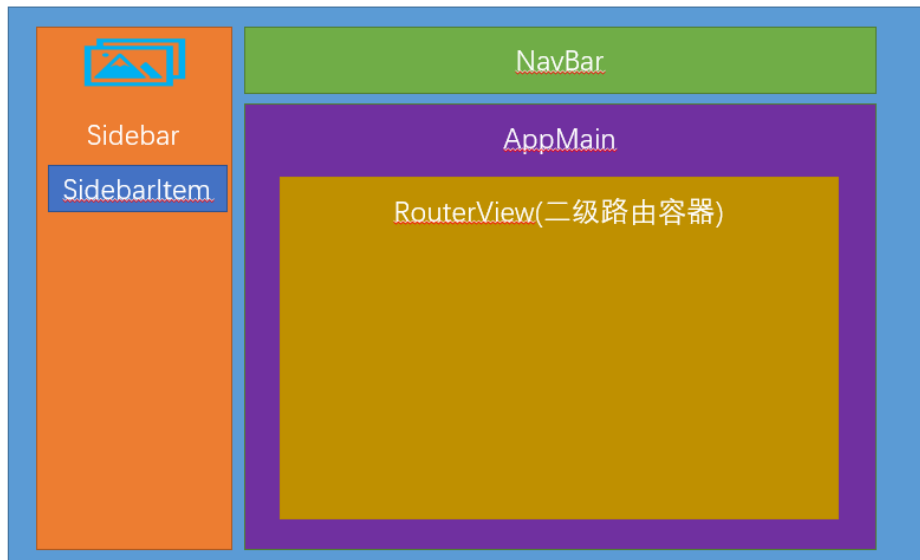 NavBar
Sidebar
SidebarItem
AppMain
RouterView(二级路由容器)